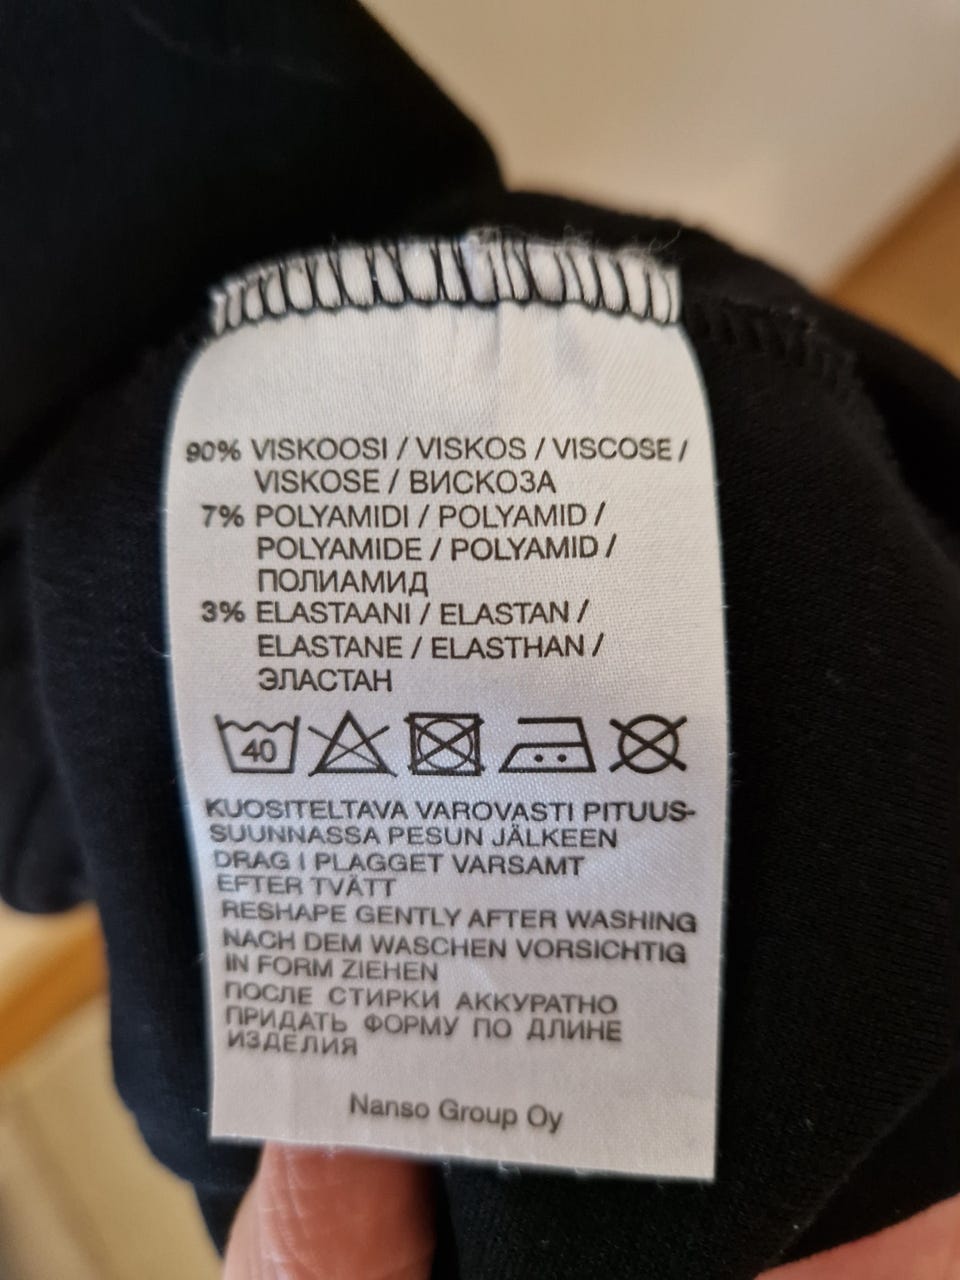 90% VISKOOSI / VISKOS / VISCOSE /
VISKOSE / ВИСКОЗА
7% POLYAMIDI / POLYAMID /
POLYAMIDE / POLYAMID /
ПОЛИАМИД
3% ELASTAANI / ELASTAN /
ELASTANE / ELASTHAN /
ЭЛАСТАН
40
KUOSITELTAVA VAROVASTI PITUUS-
SUUNNASSA PESUN JÄLKEEN
DRAG I PLAGGET VARSAMT
EFTER TVÄTT
RESHAPE GENTLY AFTER WASHING
NACH DEM WASCHEN VORSICHTIG
IN FORM ZIEHEN
ПОСЛЕ СТИРКИ АККУРАТНО
ПРИДАТЬ ФОРМУ ПО ДЛИНЕ
ИЗДЕЛИЯ
Nanso Group Oy